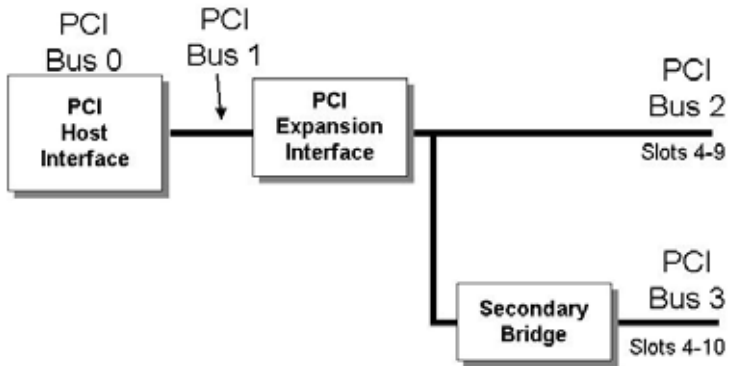 PCI
Bus 0
PCI
Bus 1
PCI
Host
Interface
PCI
Expansion
Interface
PCI
Bus 2
Slots 4-9
Secondary
Bridge
PCI
Bus 3
Slots 4-10